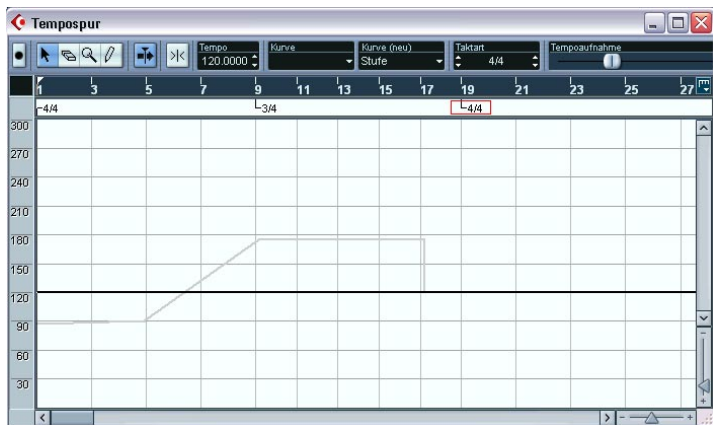 Tempospur
Tempo
120.0000
Kurve
Kurve (neu)
Stufe
Taktart
4/4
Tempoaufnahme
1 3 5 7 9 11 13 15 17 19 21 23 25 27
4/4 3/4 4/4
300
270
240
210
180
150
120
90
60
30